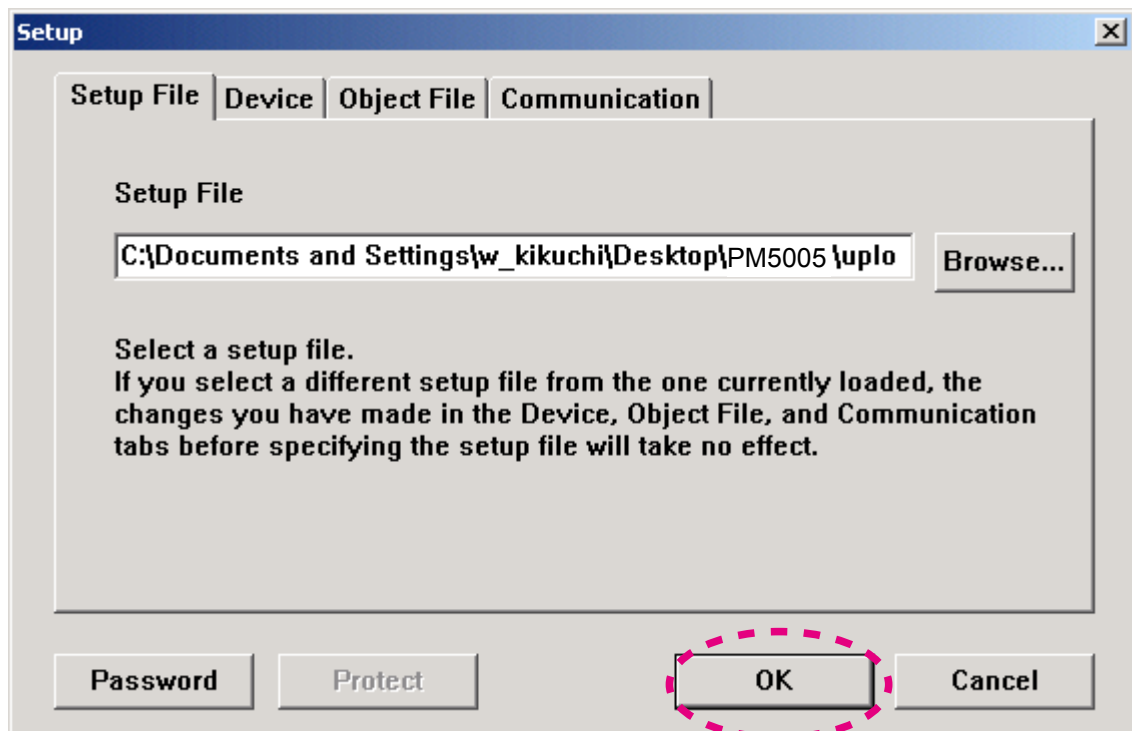 Setup
Setup File Device Object File Communication
Setup File
C:\Documents and Settings\w_kikuchi\Desktop\PM5005 \uplo
Browse...
Select a setup file.
If you select a different setup file from the one currently loaded, the
changes you have made in the Device, Object File, and Communication
tabs before specifying the setup file will take no effect.
Password Protect OK Cancel